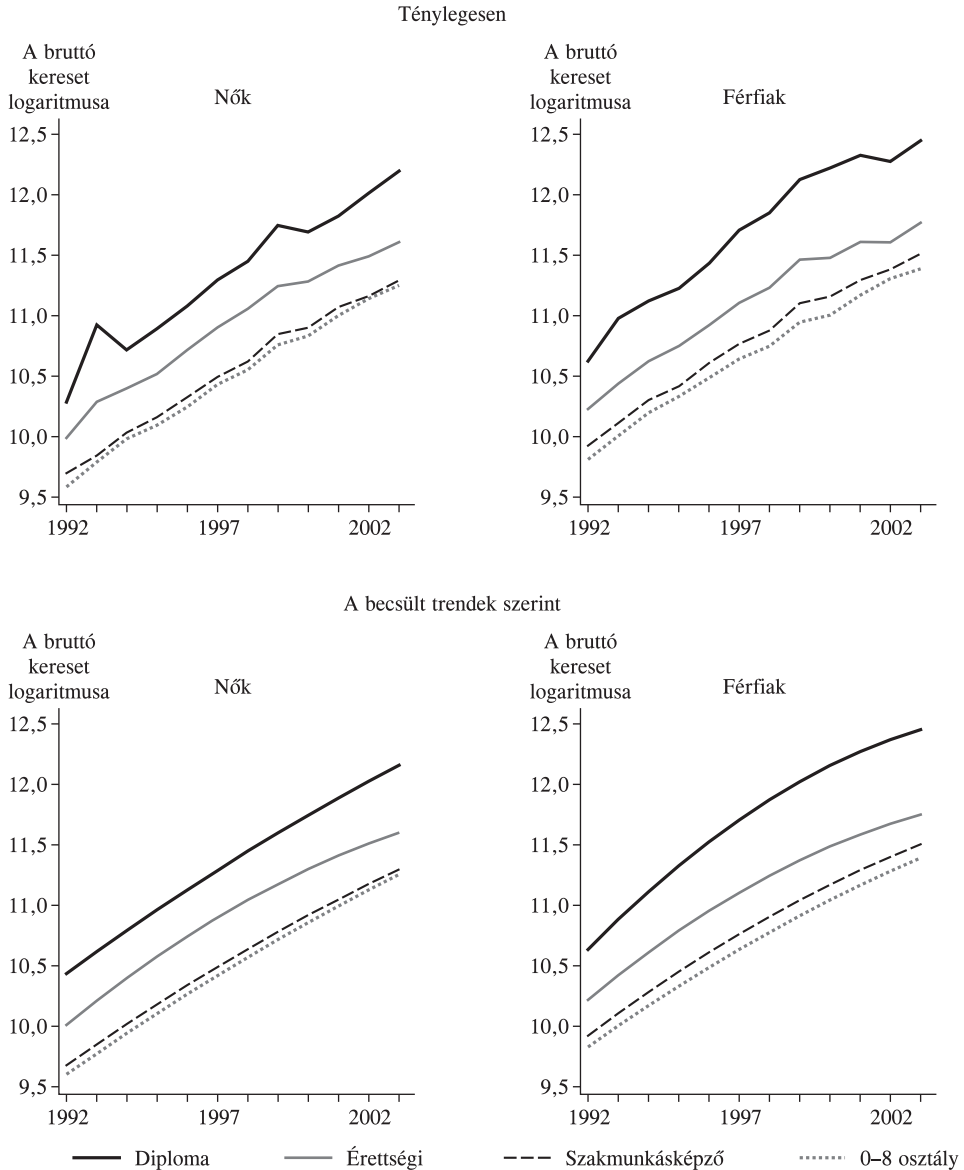 Ténylegesen
A bruttó
kereset
logaritmusa
Nők
12,5
12,0
11,5
11,0
10,5
10,0
9,5
1992
1997
2002
A bruttó
kereset
logaritmusa
Férfiak
12,5
12,0
11,5
11,0
10,5
10,0
9,5
1992
1997
2002
A becsült trendek szerint
A bruttó
kereset
logaritmusa
Nők
12,5
12,0
11,5
11,0
10,5
10,0
9,5
1992
1997
2002
A bruttó
kereset
logaritmusa
Férfiak
12,5
12,0
11,5
11,0
10,5
10,0
9,5
1992
1997
2002
Diploma
Érettségi
Szakmunkásképző
0–8 osztály